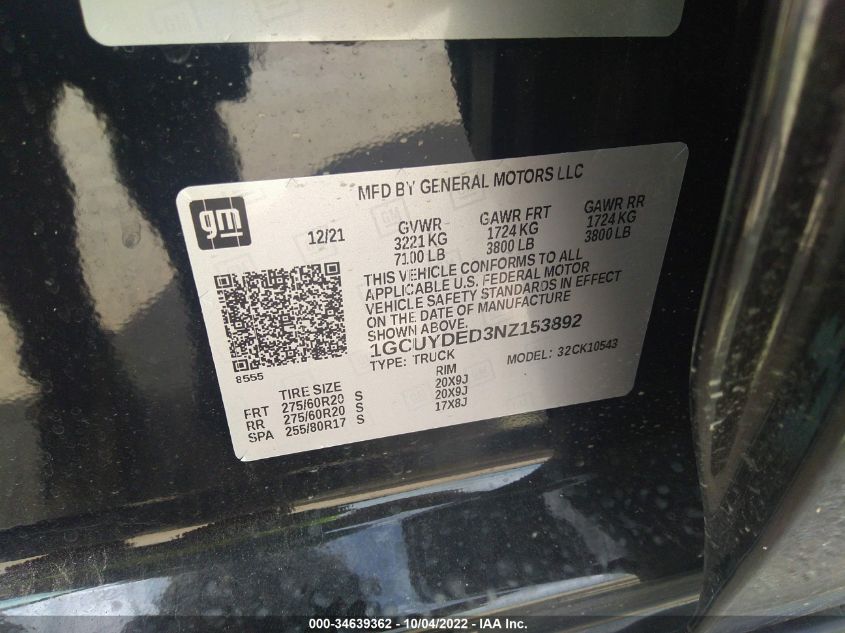 MFD BY GENERAL MOTORS LLC
gm
12/21
GVWR GAWR FRT GAWR RR
3221 KG 1724 KG 1724 KG
7100 LB 3800 LB 3800 LB
THIS VEHICLE CONFORMS TO ALL
APPLICABLE U.S. FEDERAL MOTOR
VEHICLE SAFETY STANDARDS IN EFFECT
ON THE DATE OF MANUFACTURE
SHOWN ABOVE.
1GCUYDED3NZ153892
TYPE: TRUCK MODEL: 32CK10543
8555
TIRE SIZE RIM
FRT 275/60R20 S 20X9J
RR 275/60R20 S 20X9J
SPA 255/80R17 S 17X8J
000-34639362 - 10/04/2022 - IAA Inc.